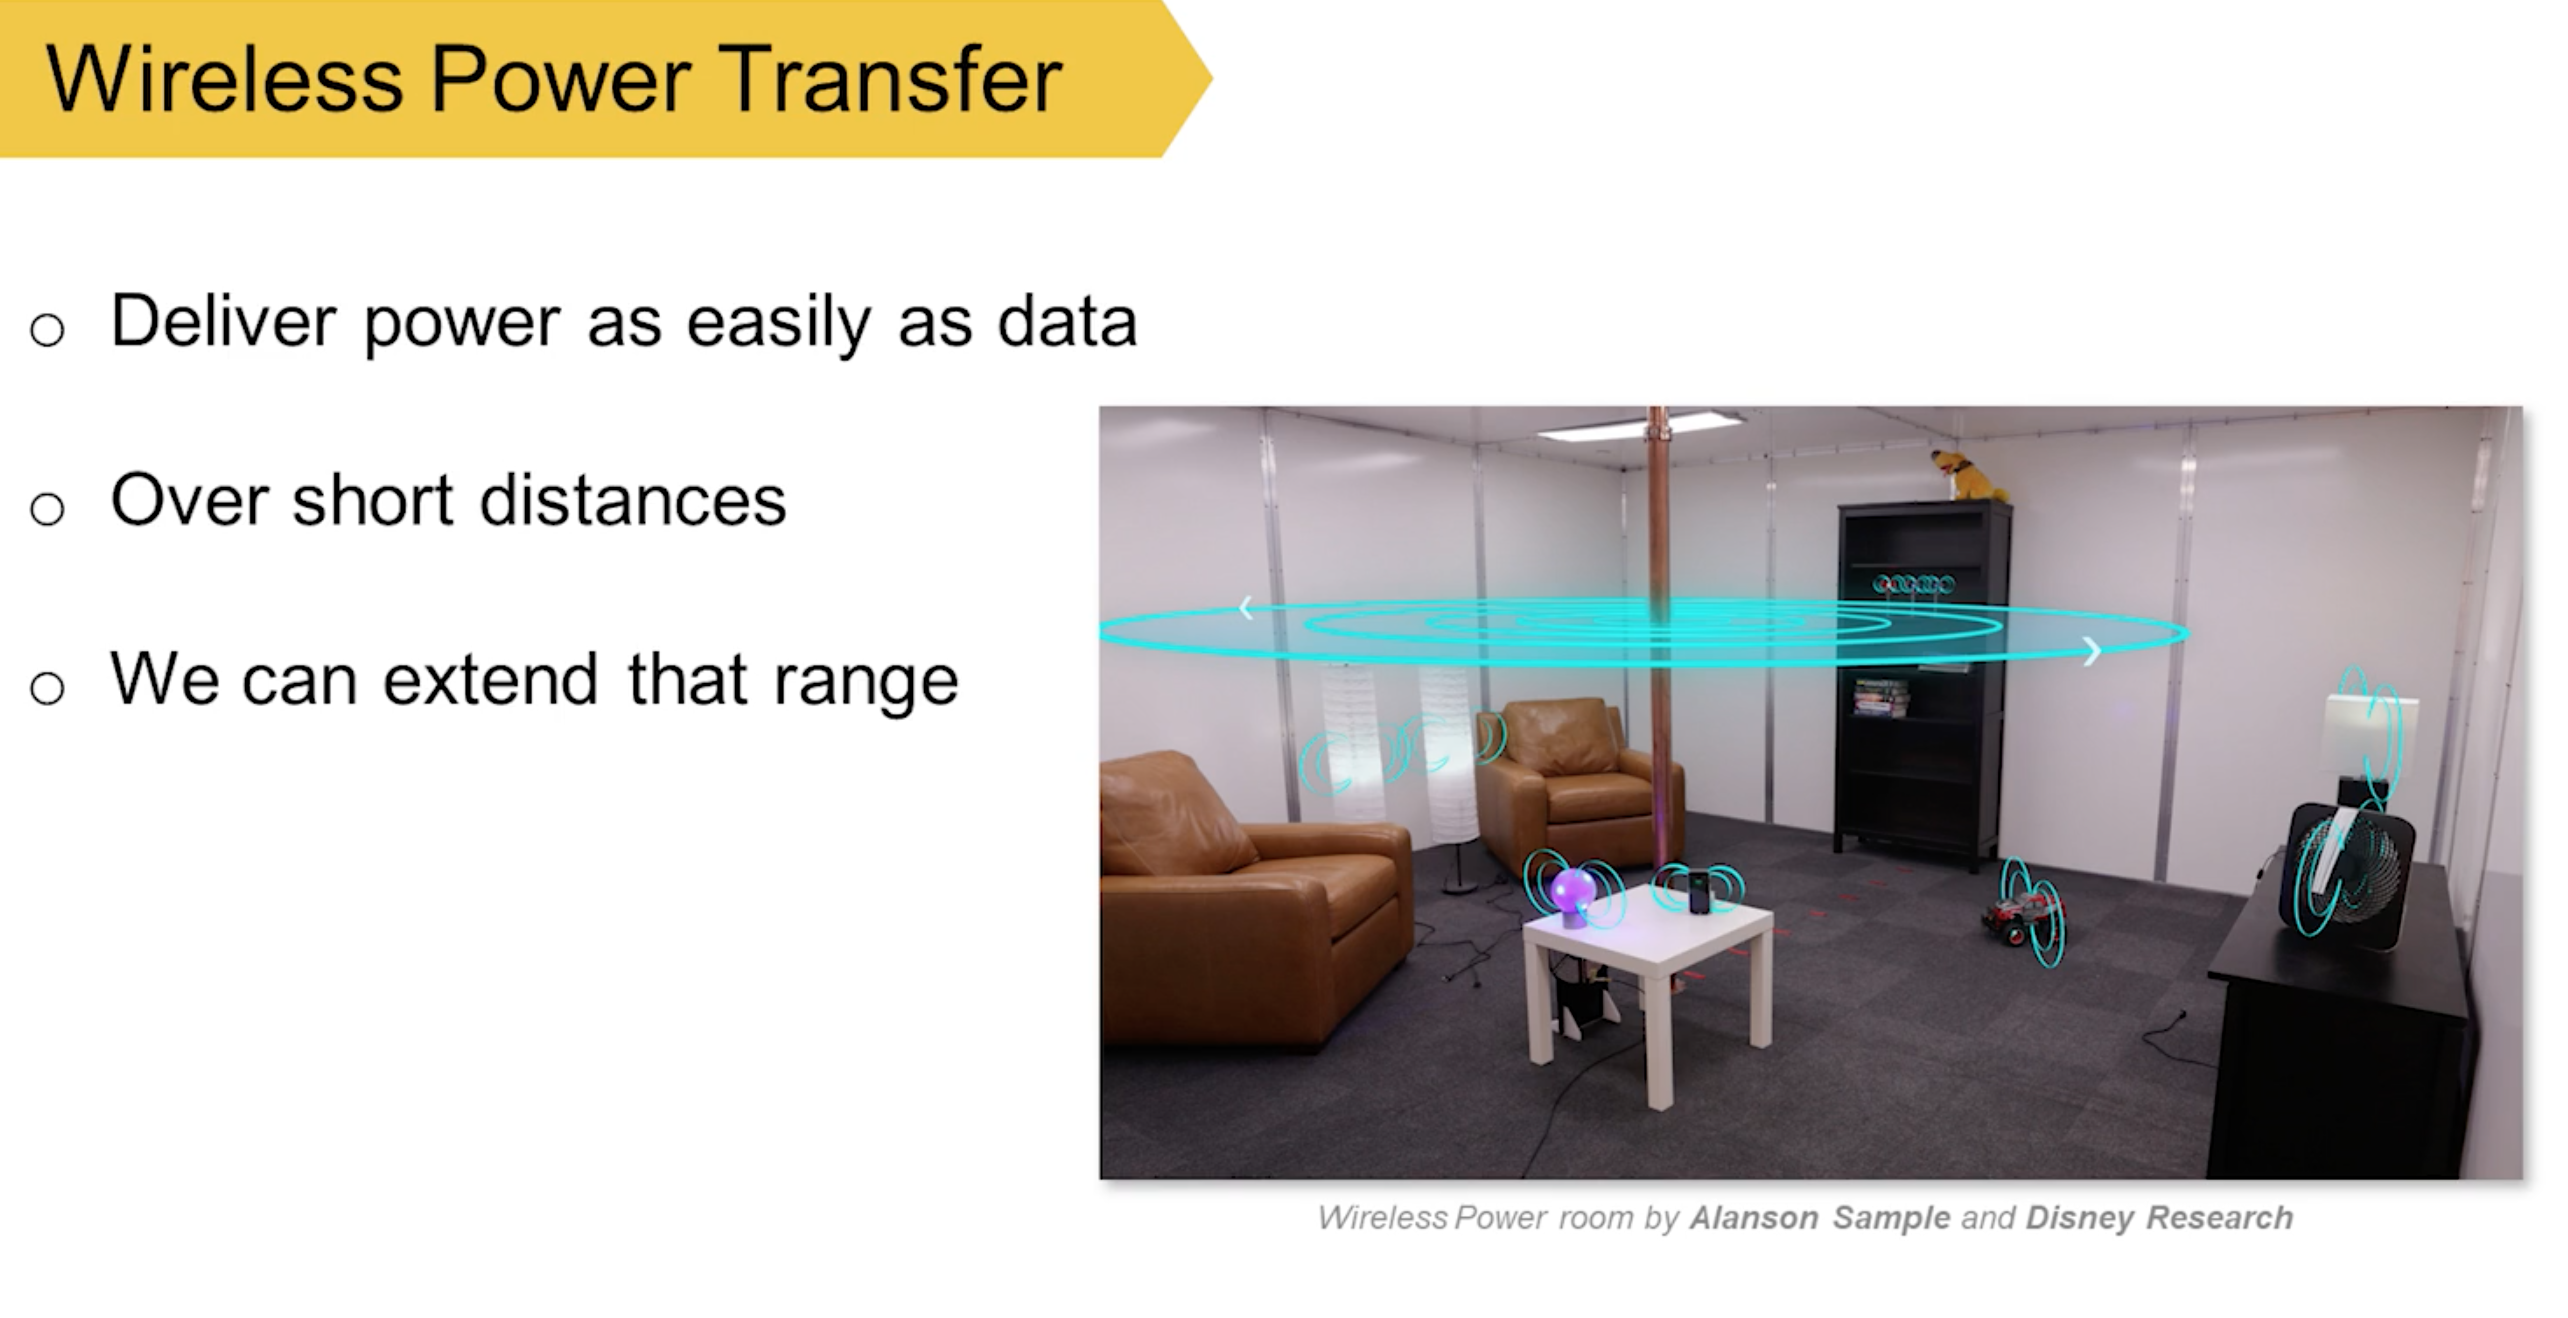 Wireless Power Transfer
Deliver power as easily as data
Over short distances
We can extend that range
Wireless Power room by Alanson Sample and Disney Research